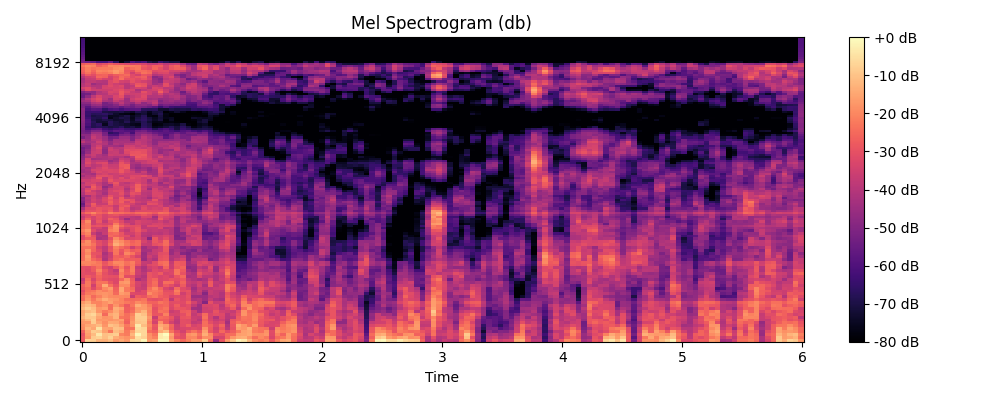 Mel Spectrogram (db)
Hz
8192
4096
2048
1024
512
0
0 1 2 3 4 5 6
Time
+0 dB
-10 dB
-20 dB
-30 dB
-40 dB
-50 dB
-60 dB
-70 dB
-80 dB